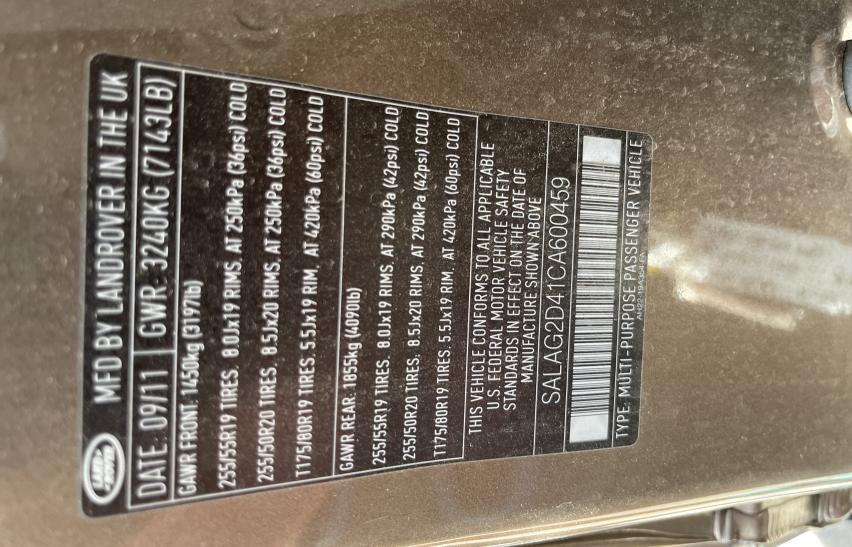 LAND ROVER
MFD BY LANDROVER IN THE UK
DATE: 09/11 GWR: 3240KG (7143LB)
GAWR FRONT: 1450kg (3197lb)
255/55R19 TIRES, 8.0Jx19 RIMS, AT 250kPa (36psi) COLD
255/50R20 TIRES, 8.5Jx20 RIMS, AT 250kPa (36psi) COLD
T175/80R19 TIRES, 5.5Jx19 RIM, AT 420kPa (60psi) COLD
GAWR REAR: 1855kg (4090lb)
255/55R19 TIRES, 8.0Jx19 RIMS, AT 290kPa (42psi) COLD
255/50R20 TIRES, 8.5Jx20 RIMS, AT 290kPa (42psi) COLD
T175/80R19 TIRES, 5.5Jx19 RIM, AT 420kPa (60psi) COLD
THIS VEHICLE CONFORMS TO ALL APPLICABLE
U.S. FEDERAL MOTOR VEHICLE SAFETY
STANDARDS IN EFFECT ON THE DATE OF
MANUFACTURE SHOWN ABOVE
SALAG2D41CA600459
TYPE: MULTI-PURPOSE PASSENGER VEHICLE